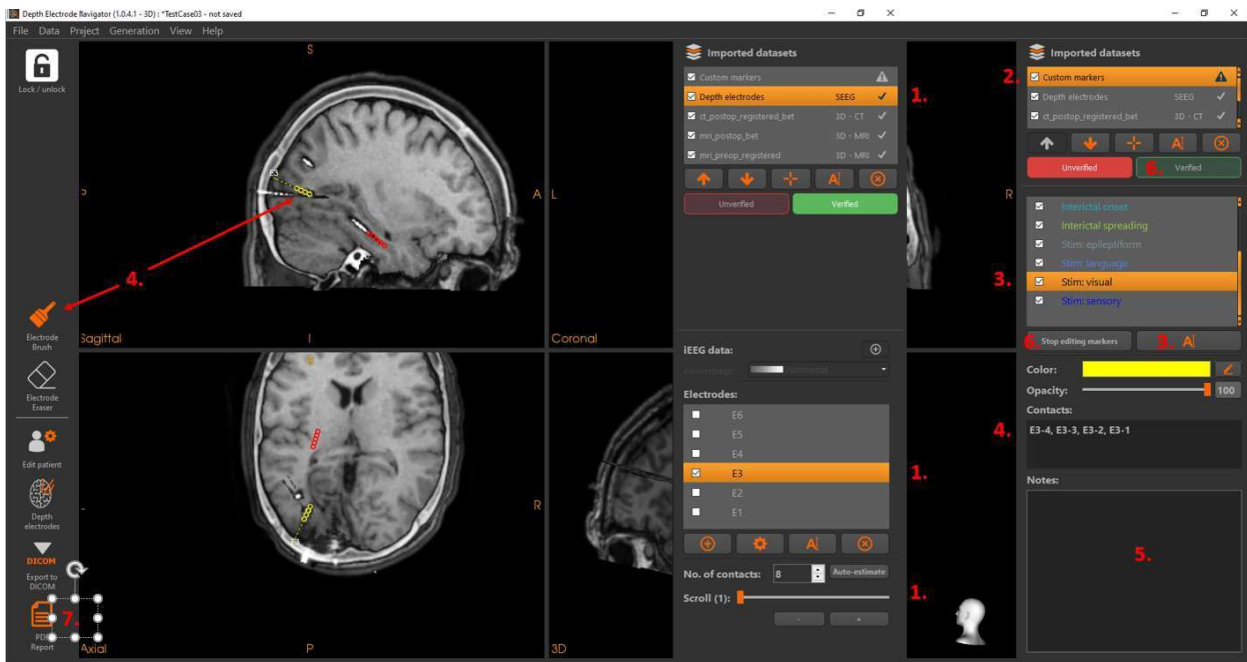 Depth Electrode Navigator (1.0.4.1 - 3D) : *TestCase03 - not saved
File Data Project Generation View Help
Lock / unlock
Electrode
Brush
Electrode
Eraser
Edit patient
Depth
electrodes
DICOM
Export to
DICOM
7.
PDF
Report
S
P
A
E3
4.
Sagittal
I
L
Coronal
R
Axial
P
3D
Imported datasets
Custom markers
Depth electrodes SEEG
ct_postop_registered_bet 3D - CT
mri_postop_bet 3D - MRI
mri_preop_registered 3D - MRI
A
Unverified Verified
iEEG data:
colormap: Horizontal
Electrodes:
E6
E5
E4
E3
E2
E1
A
No. of contacts: 8 Auto-estimate
Scroll (1):
- +
1.
R
1.
1.
Imported datasets
2. Custom markers
Depth electrodes SEEG
ct_postop_registered_bet 3D - CT
A
Unverified 6. Verified
Interictal onset
Interictal spreading
Stim: epileptiform
Stim: language
3. Stim: visual
Stim: sensory
6. Stop editing markers 3. A
Color:
Opacity: 100
Contacts:
4. E3-4, E3-3, E3-2, E3-1
Notes:
5.